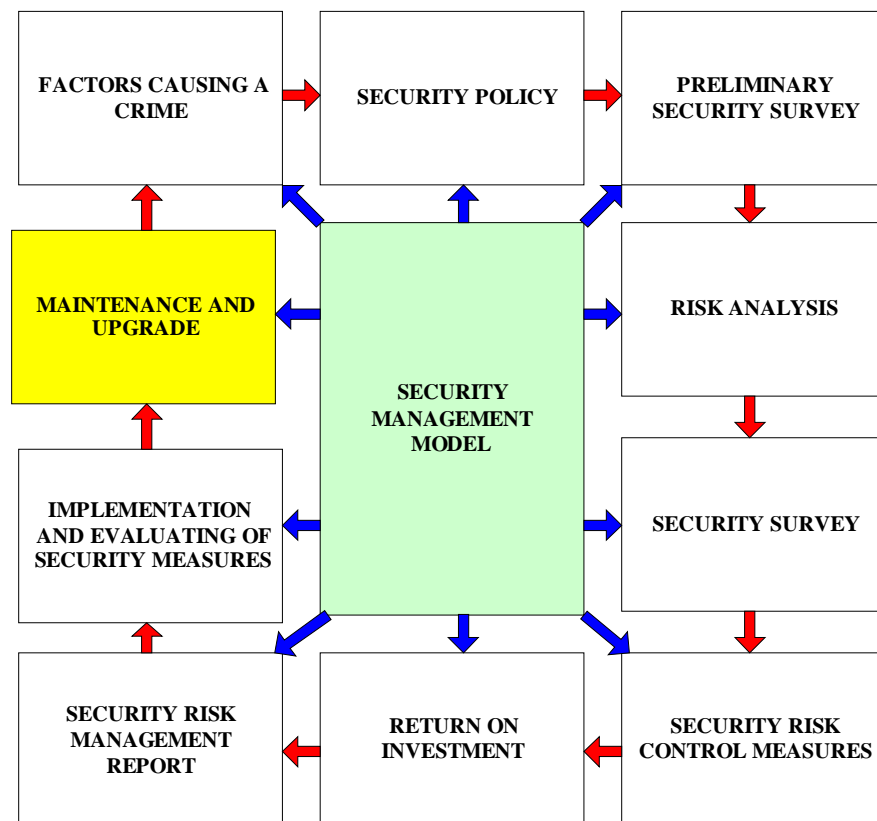 FACTORS CAUSING A
CRIME
SECURITY POLICY
PRELIMINARY
SECURITY SURVEY
MAINTENANCE AND
UPGRADE
RISK ANALYSIS
SECURITY
MANAGEMENT
MODEL
IMPLEMENTATION
AND EVALUATING OF
SECURITY MEASURES
SECURITY SURVEY
SECURITY RISK
MANAGEMENT
REPORT
RETURN ON
INVESTMENT
SECURITY RISK
CONTROL MEASURES